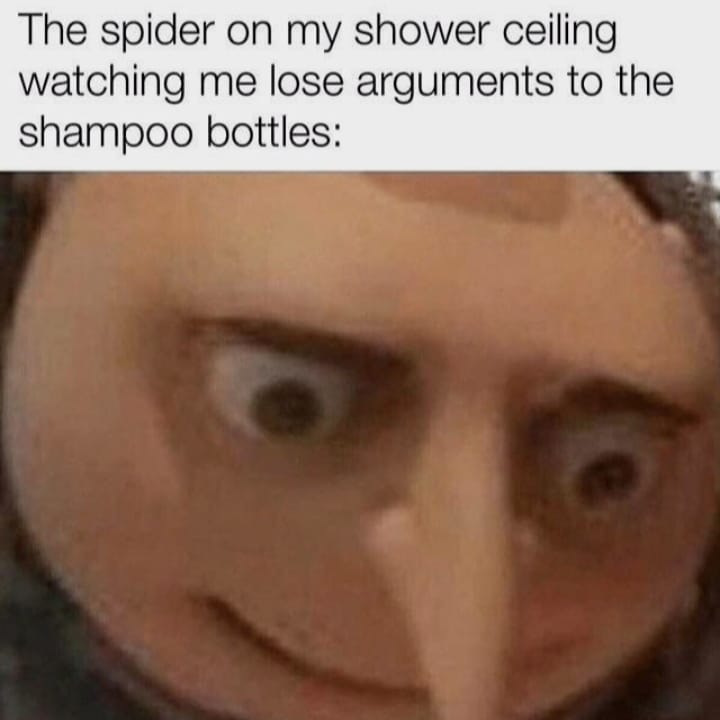 The spider on my shower ceiling
watching me lose arguments to the
shampoo bottles: